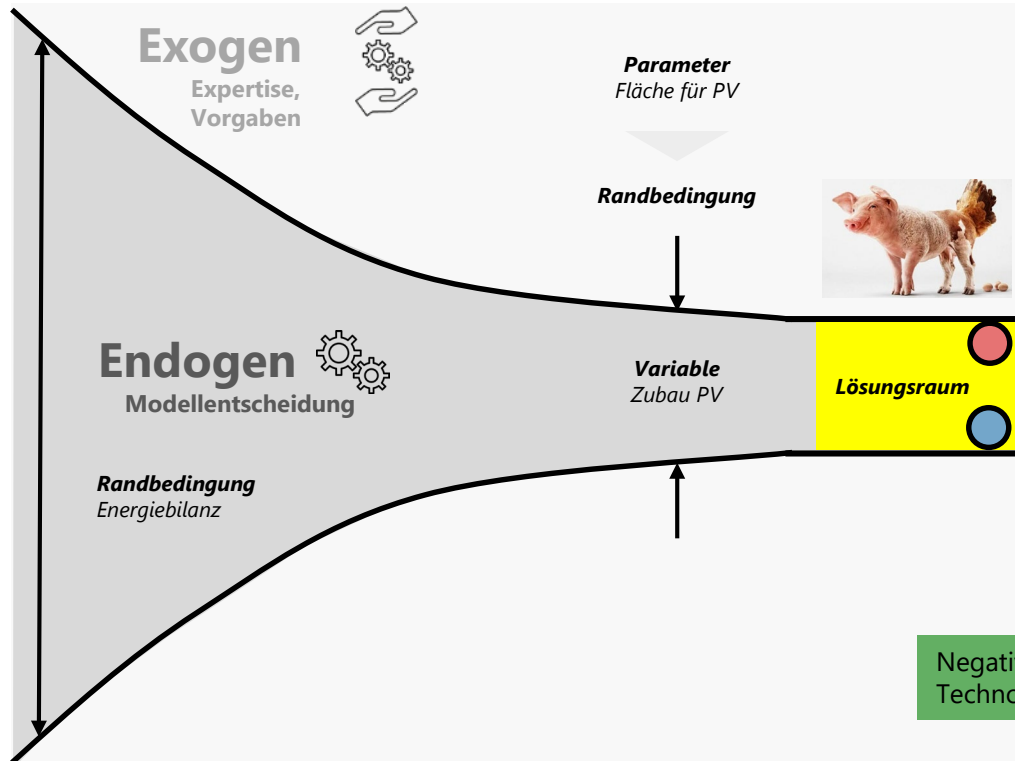 Exogen
Expertise,
Vorgaben
Parameter
Fläche für PV
Randbedingung
Endogen
Modellentscheidung
Variable
Zubau PV
Lösungsraum
Randbedingung
Energiebilanz